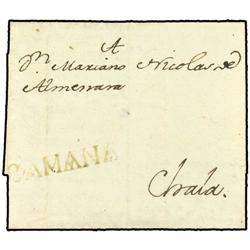 A
Dn. Mariano Nicolas de
Almenara
CAMANA
Chala.